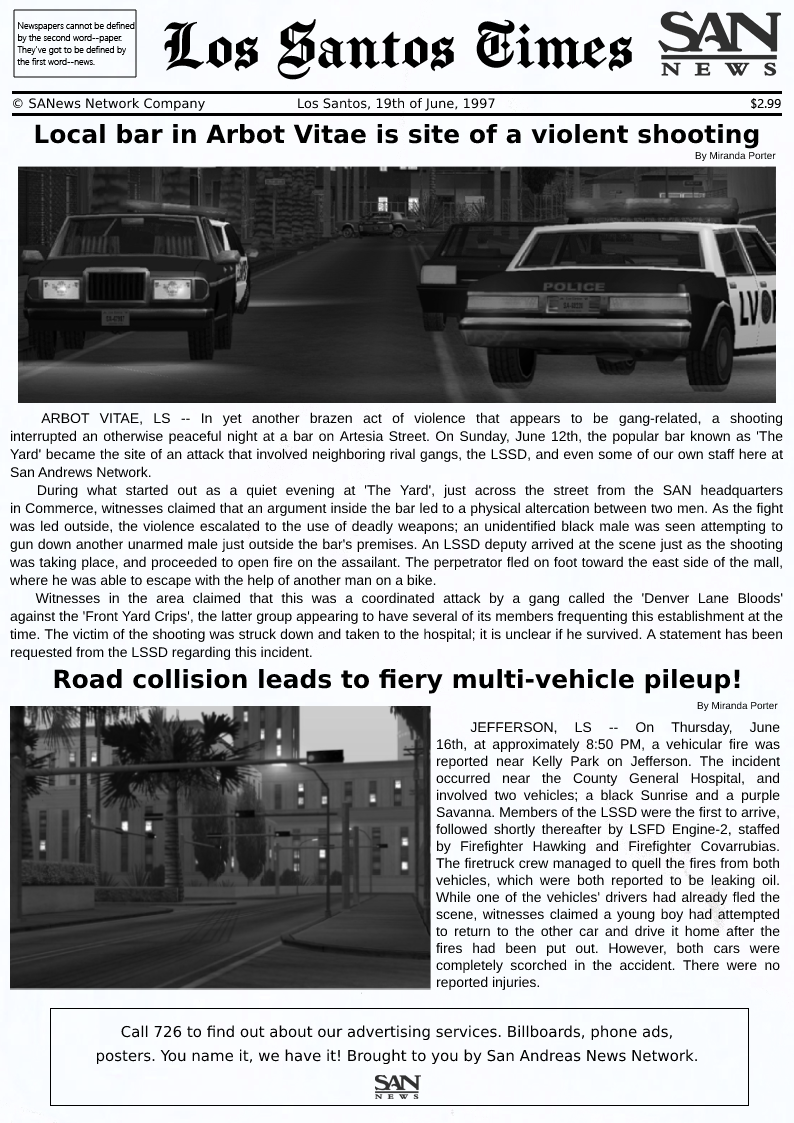 Newspapers cannot be defined
by the second word--paper.
They've got to be defined by
the first word--news.
Los Santos Times
SAN
NEWS
© SANews Network Company
Los Santos, 19th of June, 1997
$2.99
Local bar in Arbot Vitae is site of a violent shooting
By Miranda Porter
POLICE
ARBOT VITAE, LS -- In yet another brazen act of violence that appears to be gang-related, a shooting
interrupted an otherwise peaceful night at a bar on Artesia Street. On Sunday, June 12th, the popular bar known as 'The
Yard' became the site of an attack that involved neighboring rival gangs, the LSSD, and even some of our own staff here at
San Andrews Network.
During what started out as a quiet evening at 'The Yard', just across the street from the SAN headquarters
in Commerce, witnesses claimed that an argument inside the bar led to a physical altercation between two men. As the fight
was led outside, the violence escalated to the use of deadly weapons; an unidentified black male was seen attempting to
gun down another unarmed male just outside the bar's premises. An LSSD deputy arrived at the scene just as the shooting
was taking place, and proceeded to open fire on the assailant. The perpetrator fled on foot toward the east side of the mall,
where he was able to escape with the help of another man on a bike.
Witnesses in the area claimed that this was a coordinated attack by a gang called the 'Denver Lane Bloods'
against the 'Front Yard Crips', the latter group appearing to have several of its members frequenting this establishment at the
time. The victim of the shooting was struck down and taken to the hospital; it is unclear if he survived. A statement has been
requested from the LSSD regarding this incident.
Road collision leads to fiery multi-vehicle pileup!
By Miranda Porter
JEFFERSON, LS -- On Thursday, June
16th, at approximately 8:50 PM, a vehicular fire was
reported near Kelly Park on Jefferson. The incident
occurred near the County General Hospital, and
involved two vehicles; a black Sunrise and a purple
Savanna. Members of the LSSD were the first to arrive,
followed shortly thereafter by LSFD Engine-2, staffed
by Firefighter Hawking and Firefighter Covarrubias.
The firetruck crew managed to quell the fires from both
vehicles, which were both reported to be leaking oil.
While one of the vehicles' drivers had already fled the
scene, witnesses claimed a young boy had attempted
to return to the other car and drive it home after the
fires had been put out. However, both cars were
completely scorched in the accident. There were no
reported injuries.
Call 726 to find out about our advertising services. Billboards, phone ads,
posters. You name it, we have it! Brought to you by San Andreas News Network.
SAN
NEWS